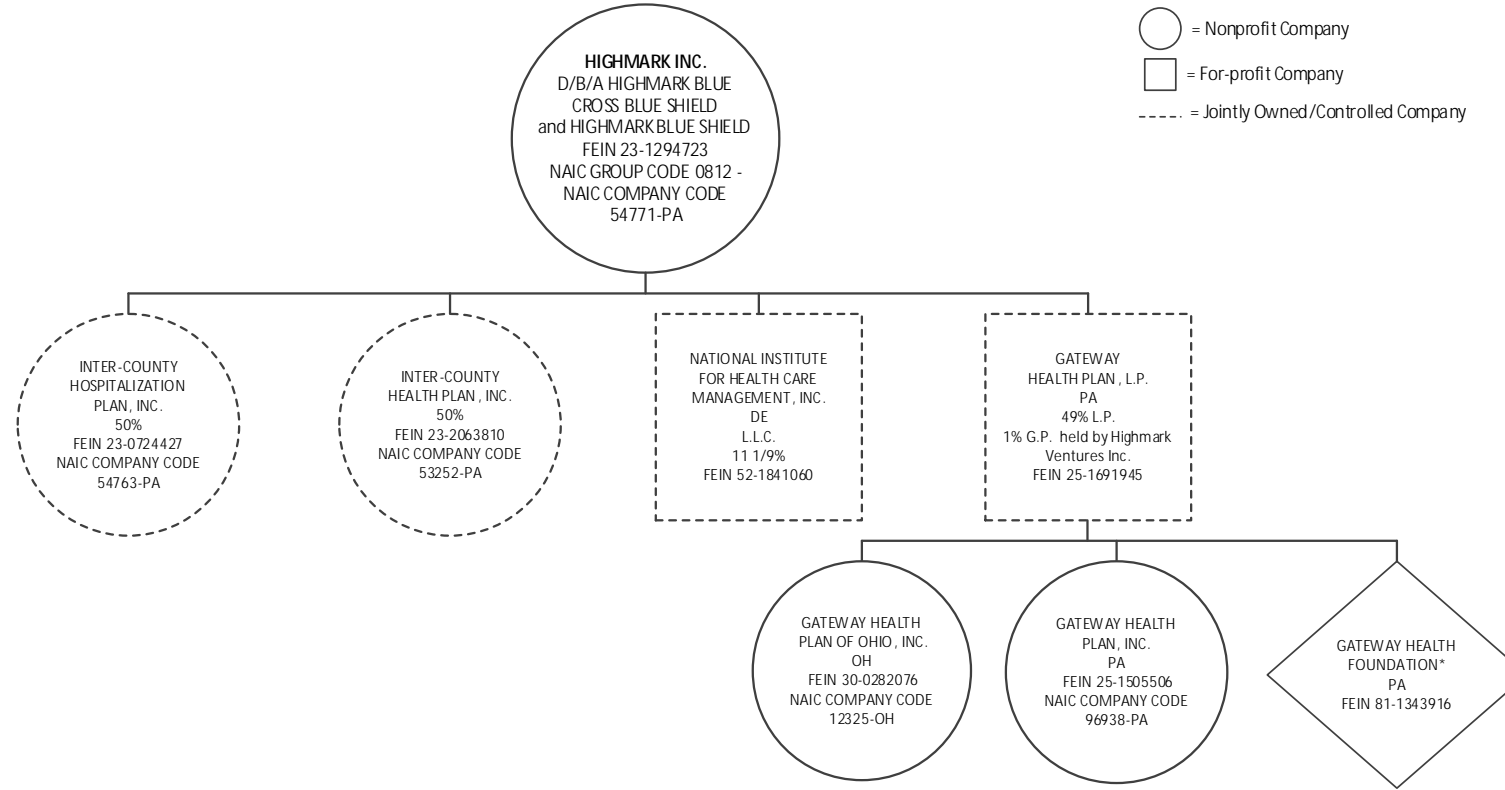 = Nonprofit Company
= For-profit Company
= Jointly Owned/Controlled Company
HIGHMARK INC.
D/B/A HIGHMARK BLUE
CROSS BLUE SHIELD
and HIGHMARK BLUE SHIELD
FEIN 23-1294723
NAIC GROUP CODE 0812 -
NAIC COMPANY CODE
54771-PA
INTER-COUNTY
HOSPITALIZATION
PLAN, INC.
50%
FEIN 23-0724427
NAIC COMPANY CODE
54763-PA
INTER-COUNTY
HEALTH PLAN, INC.
50%
FEIN 23-2063810
NAIC COMPANY CODE
53252-PA
NATIONAL INSTITUTE
FOR HEALTH CARE
MANAGEMENT, INC.
DE
L.L.C.
11 1/9%
FEIN 52-1841060
GATEWAY
HEALTH PLAN, L.P.
PA
49% L.P.
1% G.P. held by Highmark
Ventures Inc.
FEIN 25-1691945
GATEWAY HEALTH
PLAN OF OHIO, INC.
OH
FEIN 30-0282076
NAIC COMPANY CODE
12325-OH
GATEWAY HEALTH
PLAN, INC.
PA
FEIN 25-1505506
NAIC COMPANY CODE
96938-PA
GATEWAY HEALTH
FOUNDATION*
PA
FEIN 81-1343916